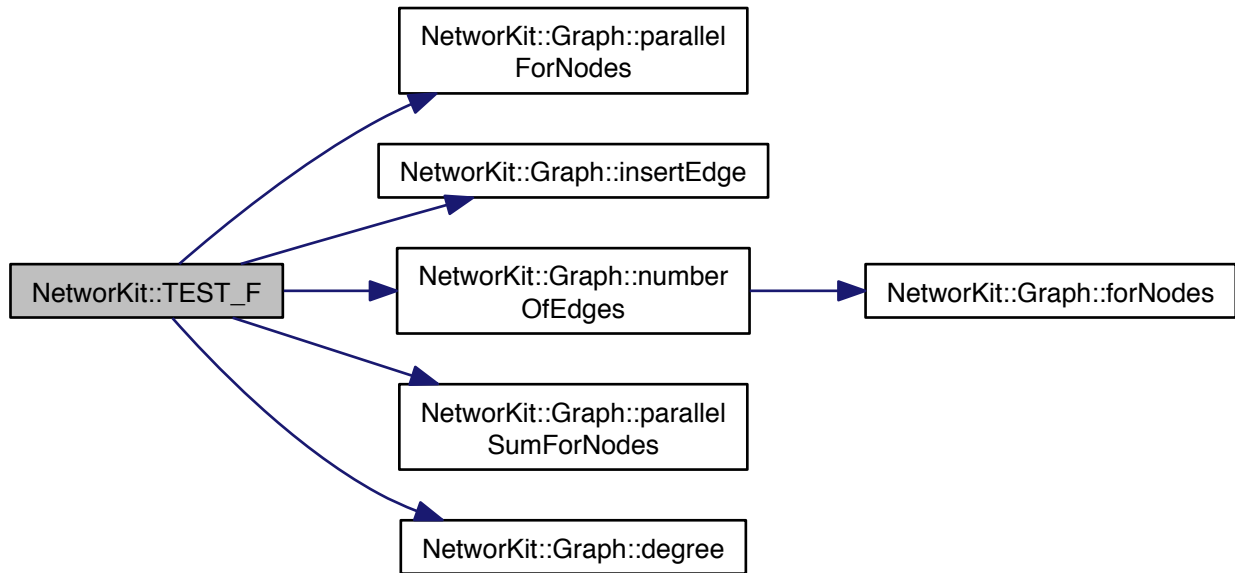 NetworKit::Graph::parallel
ForNodes
NetworKit::Graph::insertEdge
NetworKit::TEST_F
NetworKit::Graph::number
OfEdges
NetworKit::Graph::forNodes
NetworKit::Graph::parallel
SumForNodes
NetworKit::Graph::degree